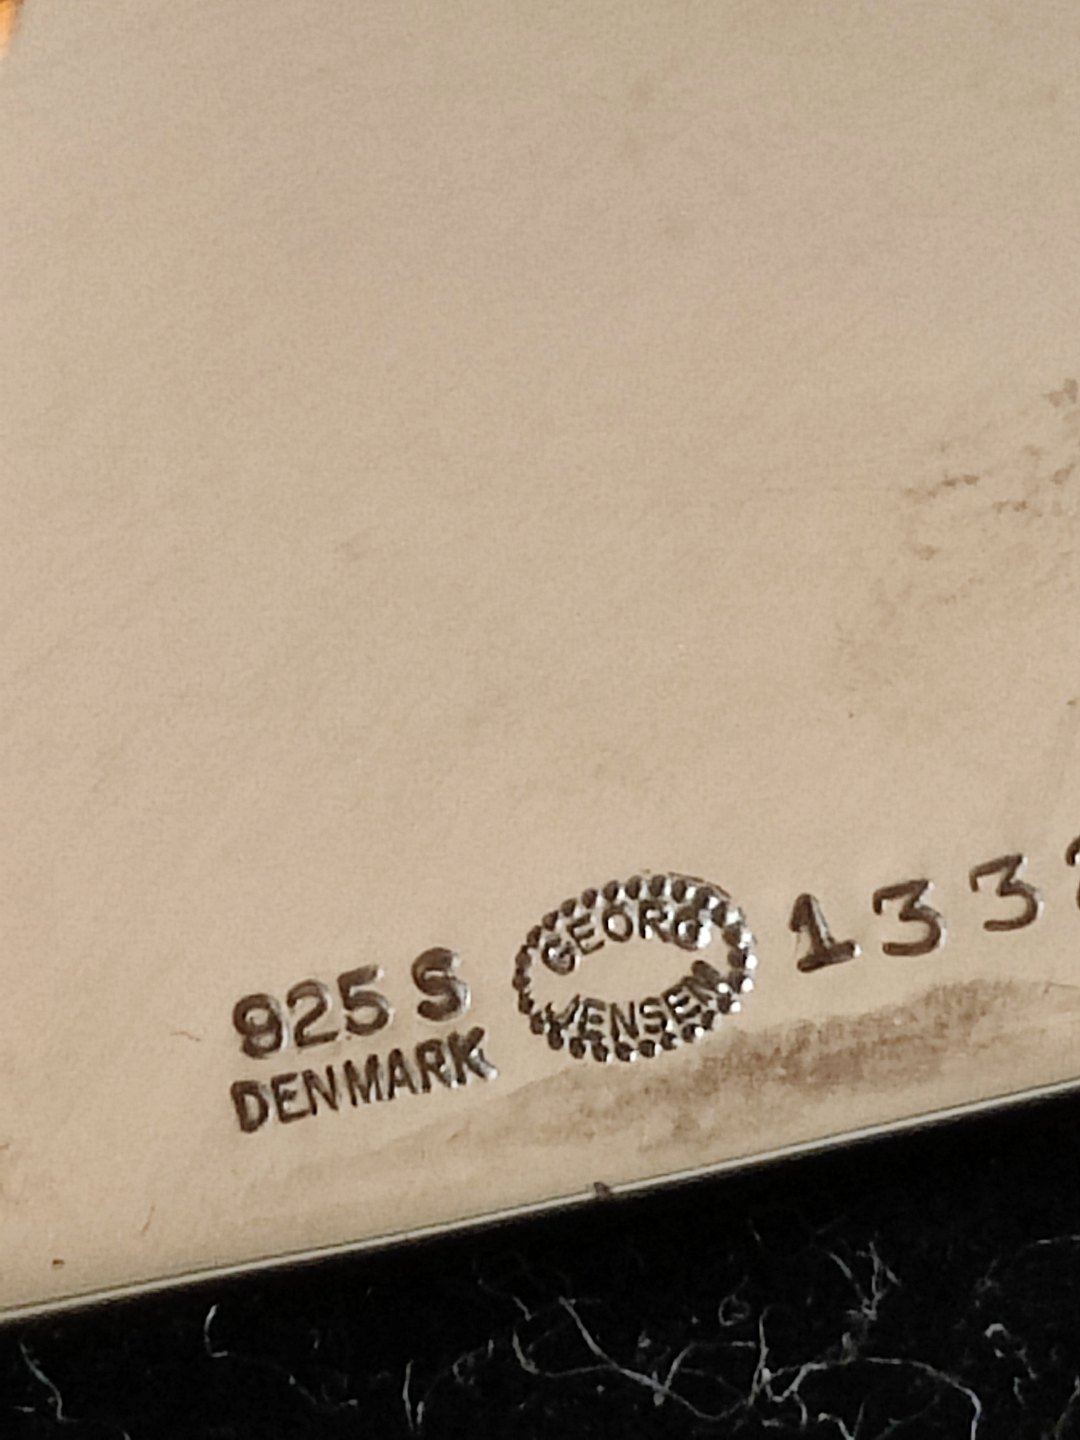 925 S
DENMARK
GEORG
JENSEN
133